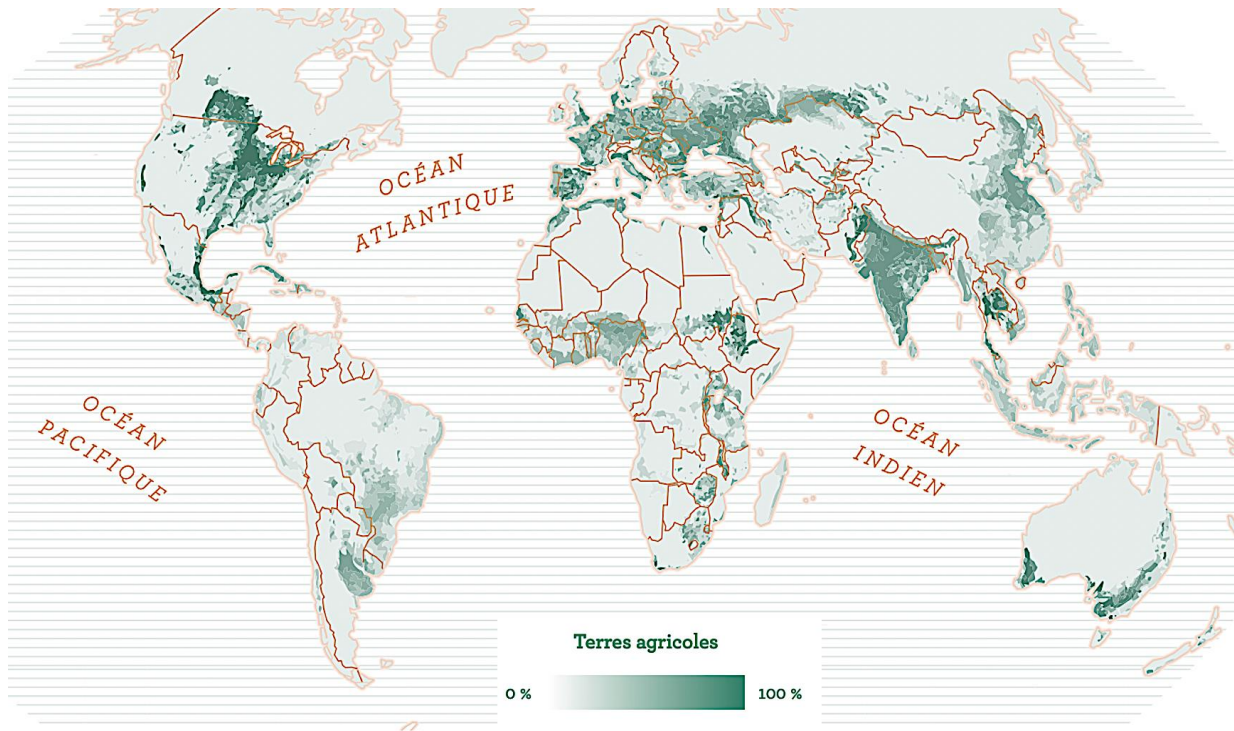 OCÉAN
ATLANTIQUE
OCÉAN
PACIFIQUE
OCÉAN
INDIEN
Terres agricoles
0 %
100 %